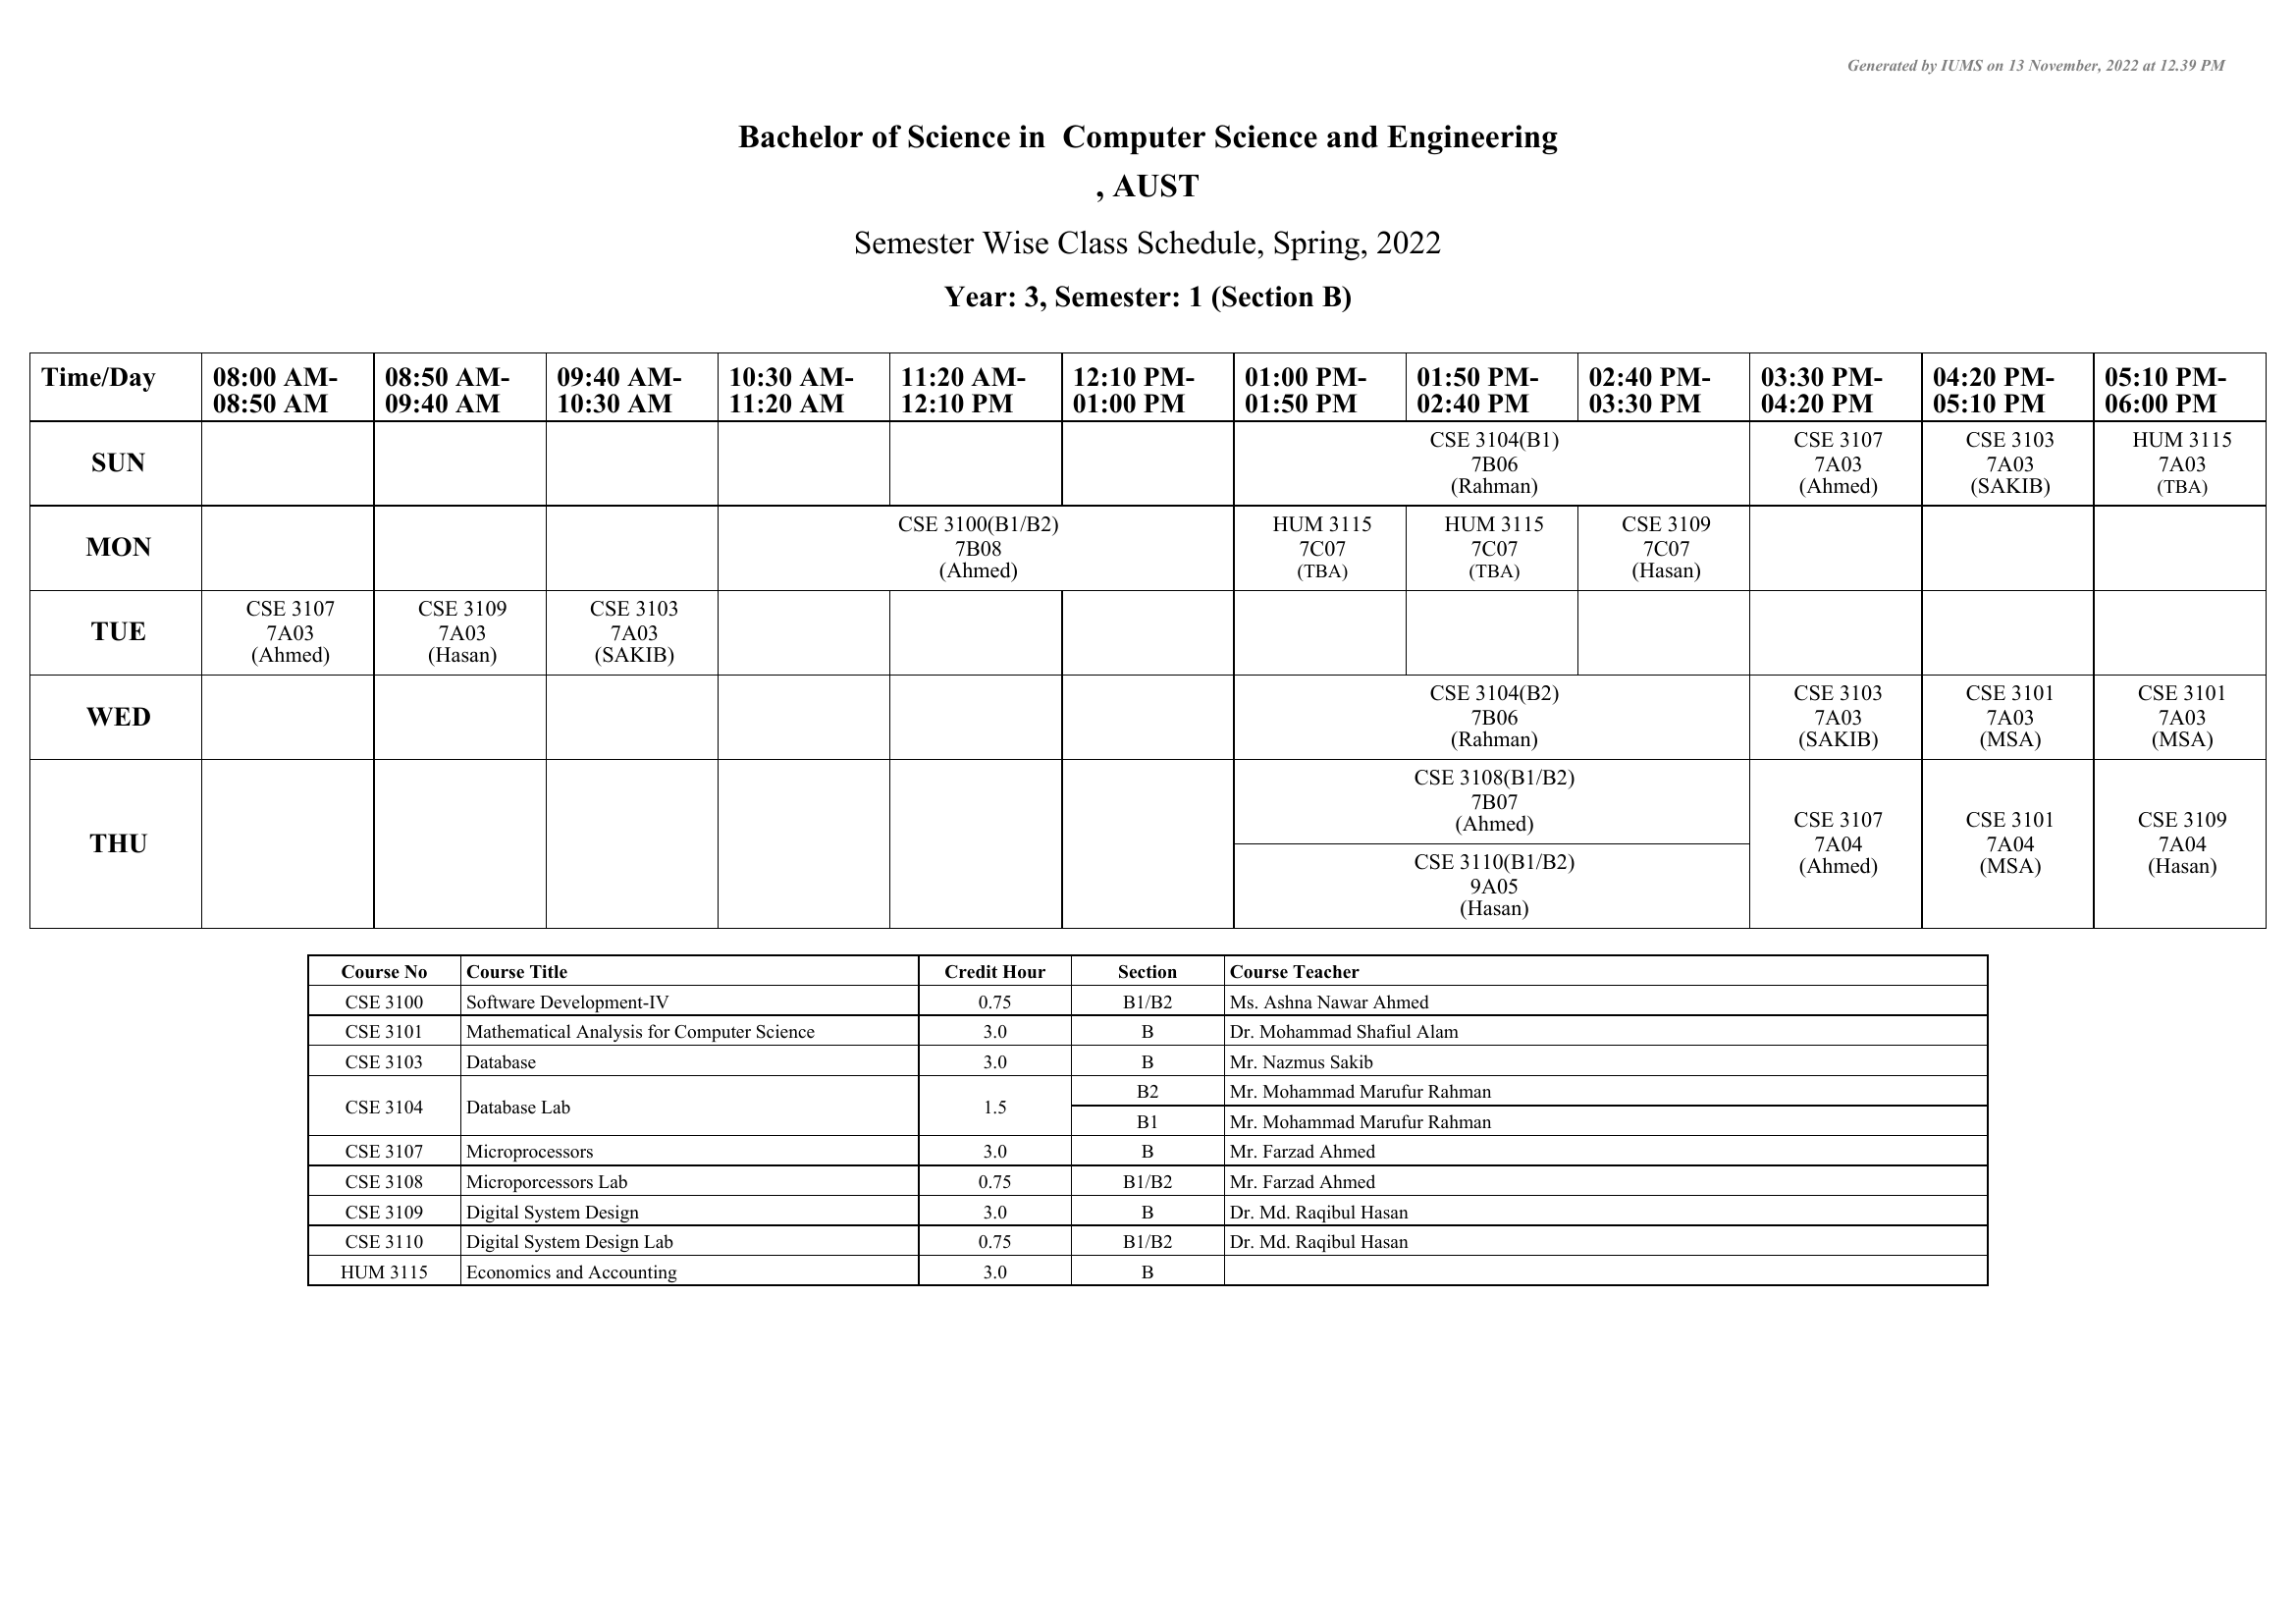 Generated by IUMS on 13 November, 2022 at 12.39 PM
Bachelor of Science in  Computer Science and Engineering
, AUST
Semester Wise Class Schedule, Spring, 2022
Year: 3, Semester: 1 (Section B)
Time/Day 08:00 AM- 08:50 AM- 09:40 AM- 10:30 AM- 11:20 AM- 12:10 PM- 01:00 PM- 01:50 PM- 02:40 PM- 03:30 PM- 04:20 PM- 05:10 PM-
08:50 AM 09:40 AM 10:30 AM 11:20 AM 12:10 PM 01:00 PM 01:50 PM 02:40 PM 03:30 PM 04:20 PM 05:10 PM 06:00 PM
CSE 3104(B1) CSE 3107 CSE 3103 HUM 3115
SUN 7B06 7A03 7A03 7A03
(Rahman) (Ahmed) (SAKIB) (TBA)
CSE 3100(B1/B2) HUM 3115 HUM 3115 CSE 3109
MON 7B08 7C07 7C07 7C07
(Ahmed) (TBA) (TBA) (Hasan)
CSE 3107 CSE 3109 CSE 3103
TUE 7A03 7A03 7A03
(Ahmed) (Hasan) (SAKIB)
CSE 3104(B2) CSE 3103 CSE 3101 CSE 3101
WED 7B06 7A03 7A03 7A03
(Rahman) (SAKIB) (MSA) (MSA)
CSE 3108(B1/B2)
7B07
(Ahmed)
CSE 3107 CSE 3101 CSE 3109
THU 7A04 7A04 7A04
(Ahmed) (MSA) (Hasan)
CSE 3110(B1/B2)
9A05
(Hasan)
Course No Course Title Credit Hour Section Course Teacher
CSE 3100 Software Development-IV 0.75 B1/B2 Ms. Ashna Nawar Ahmed
CSE 3101 Mathematical Analysis for Computer Science 3.0 B Dr. Mohammad Shafiul Alam
CSE 3103 Database 3.0 B Mr. Nazmus Sakib
CSE 3104 Database Lab 1.5 B2 Mr. Mohammad Marufur Rahman
B1 Mr. Mohammad Marufur Rahman
CSE 3107 Microprocessors 3.0 B Mr. Farzad Ahmed
CSE 3108 Microporcessors Lab 0.75 B1/B2 Mr. Farzad Ahmed
CSE 3109 Digital System Design 3.0 B Dr. Md. Raqibul Hasan
CSE 3110 Digital System Design Lab 0.75 B1/B2 Dr. Md. Raqibul Hasan
HUM 3115 Economics and Accounting 3.0 B